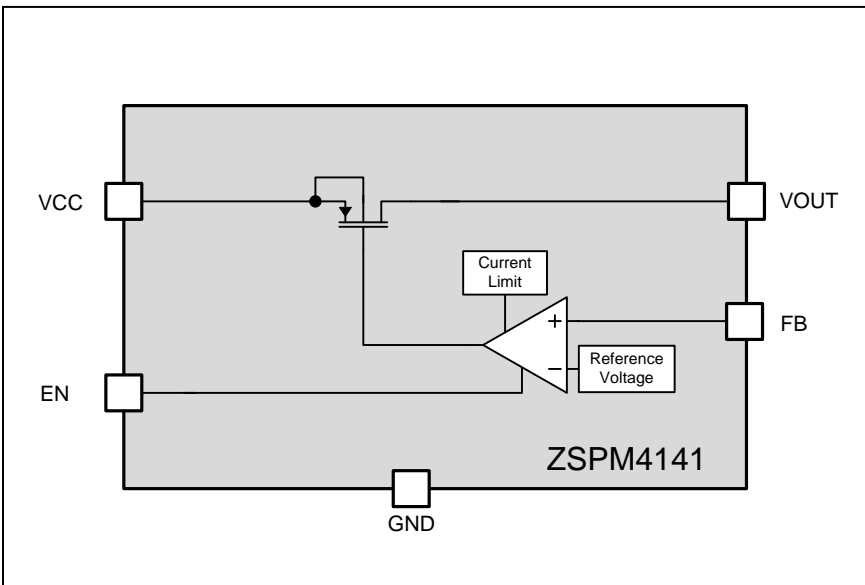 VCC
VOUT
Current
Limit
+
FB
−
Reference
Voltage
EN
ZSPM4141
GND